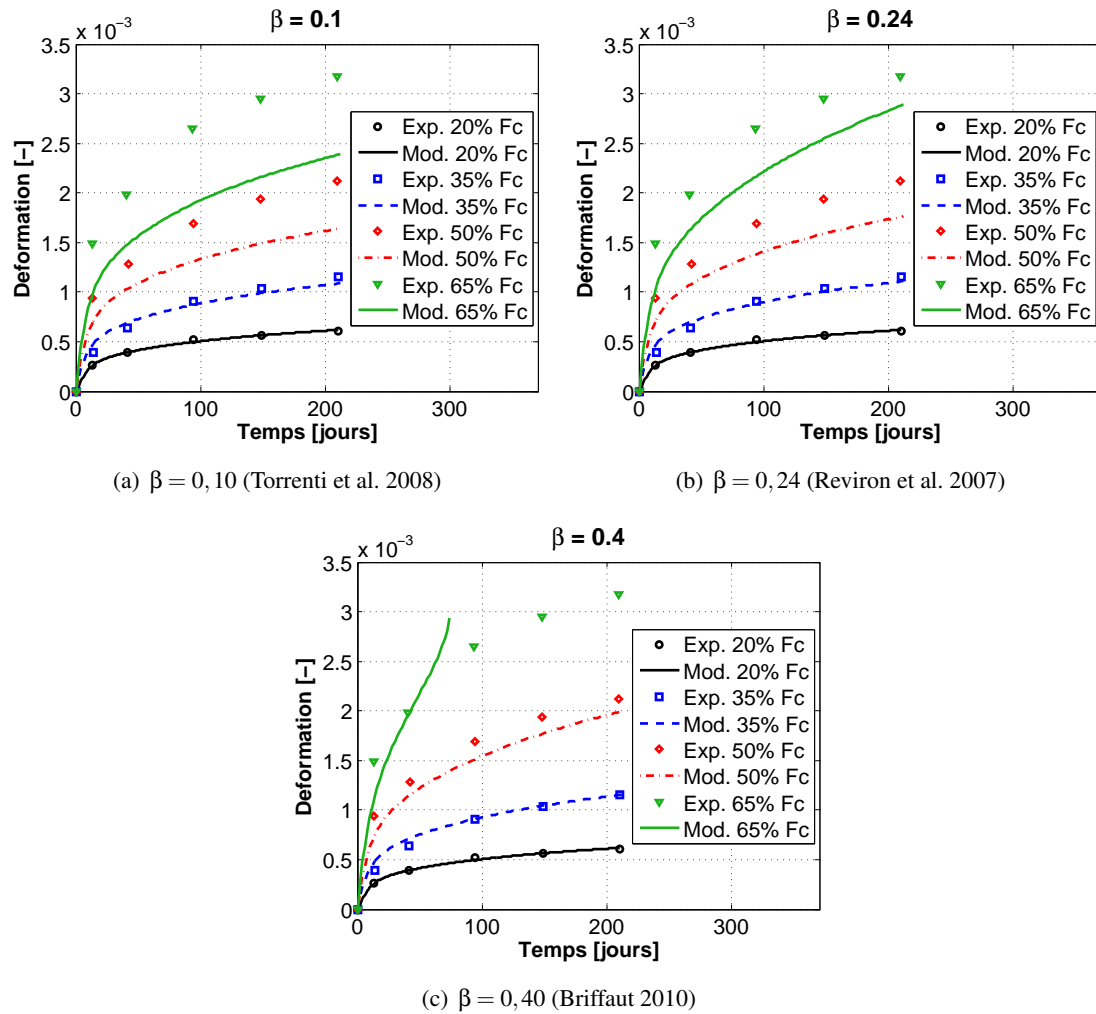 β = 0.1
x 10⁻³
3.5
3
2.5
2
1.5
1
0.5
0
Deformation [−]
0 100 200 300
Temps [jours]
Exp. 20% Fc
Mod. 20% Fc
Exp. 35% Fc
Mod. 35% Fc
Exp. 50% Fc
Mod. 50% Fc
Exp. 65% Fc
Mod. 65% Fc
(a) β = 0,10 (Torrenti et al. 2008)
β = 0.24
x 10⁻³
3.5
3
2.5
2
1.5
1
0.5
0
Deformation [−]
0 100 200 300
Temps [jours]
Exp. 20% Fc
Mod. 20% Fc
Exp. 35% Fc
Mod. 35% Fc
Exp. 50% Fc
Mod. 50% Fc
Exp. 65% Fc
Mod. 65% Fc
(b) β = 0,24 (Reviron et al. 2007)
β = 0.4
x 10⁻³
3.5
3
2.5
2
1.5
1
0.5
0
Deformation [−]
0 100 200 300
Temps [jours]
Exp. 20% Fc
Mod. 20% Fc
Exp. 35% Fc
Mod. 35% Fc
Exp. 50% Fc
Mod. 50% Fc
Exp. 65% Fc
Mod. 65% Fc
(c) β = 0,40 (Briffaut 2010)